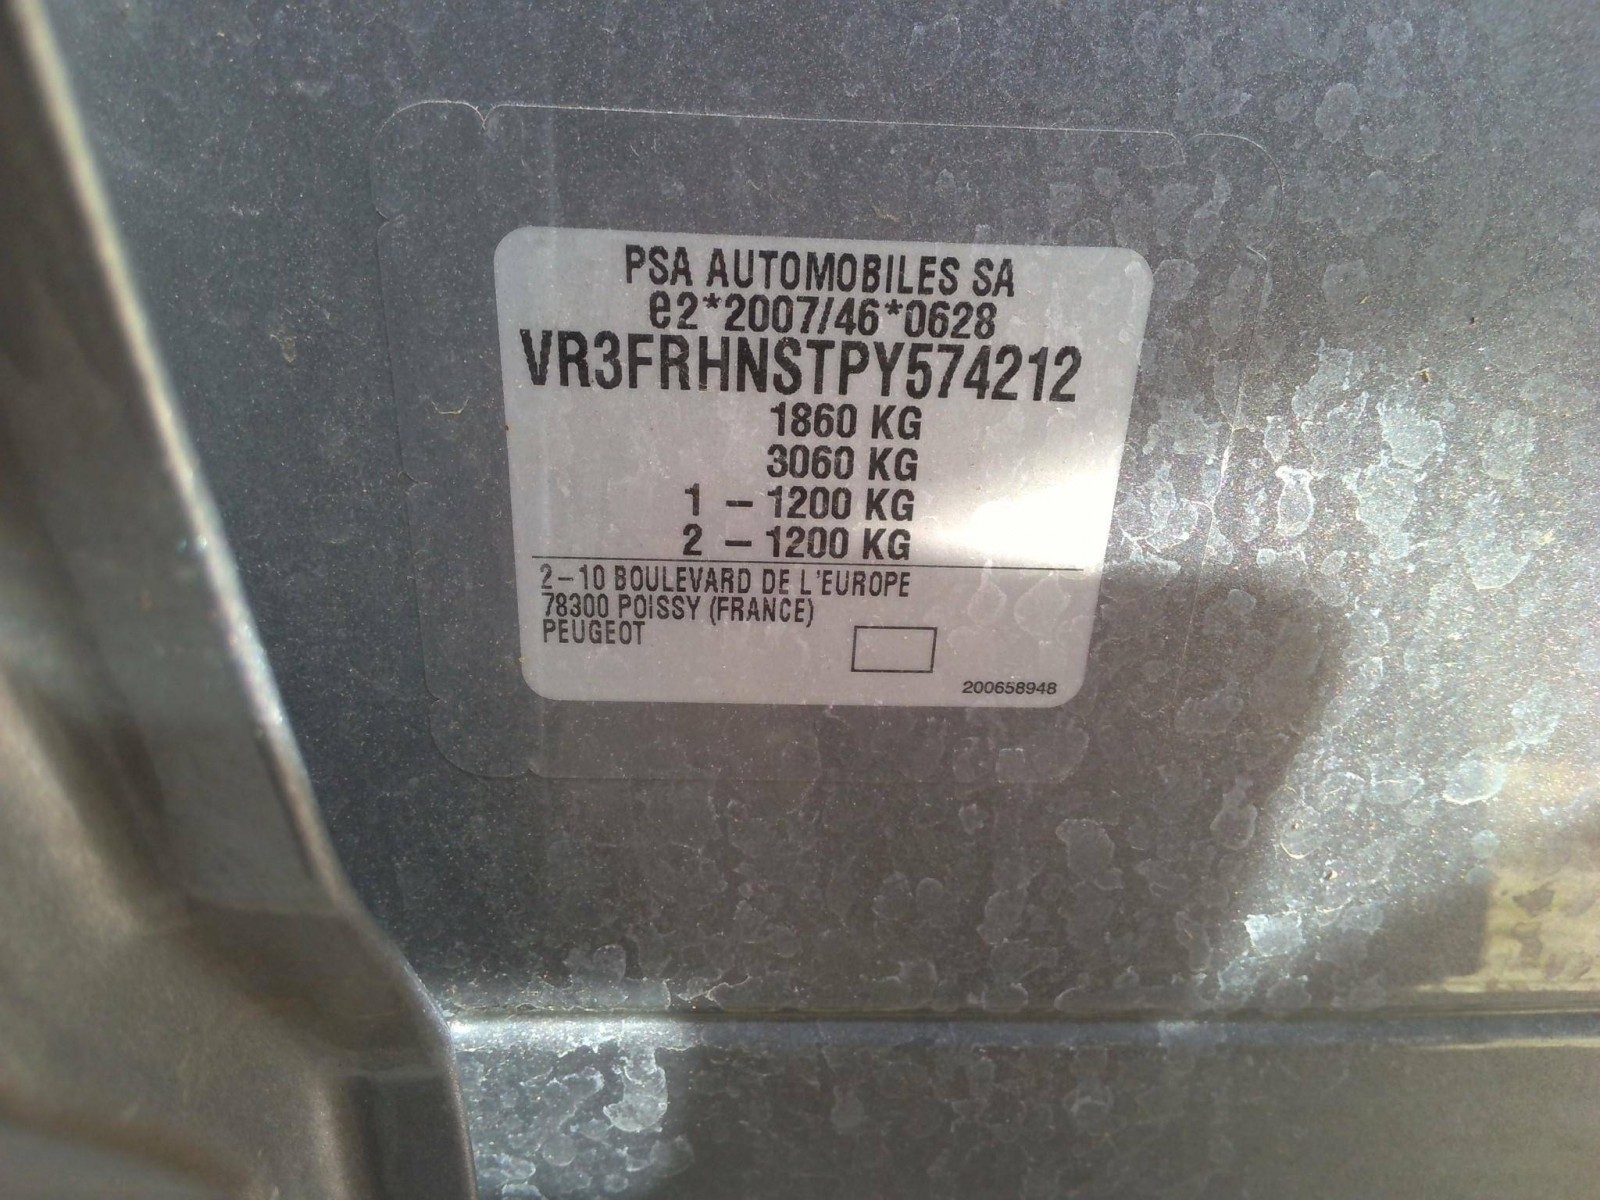 PSA AUTOMOBILES SA
e2*2007/46*0628
VR3FRHNSTPY574212
1860 KG
3060 KG
1 – 1200 KG
2 – 1200 KG
2–10 BOULEVARD DE L'EUROPE
78300 POISSY (FRANCE)
PEUGEOT
200658948